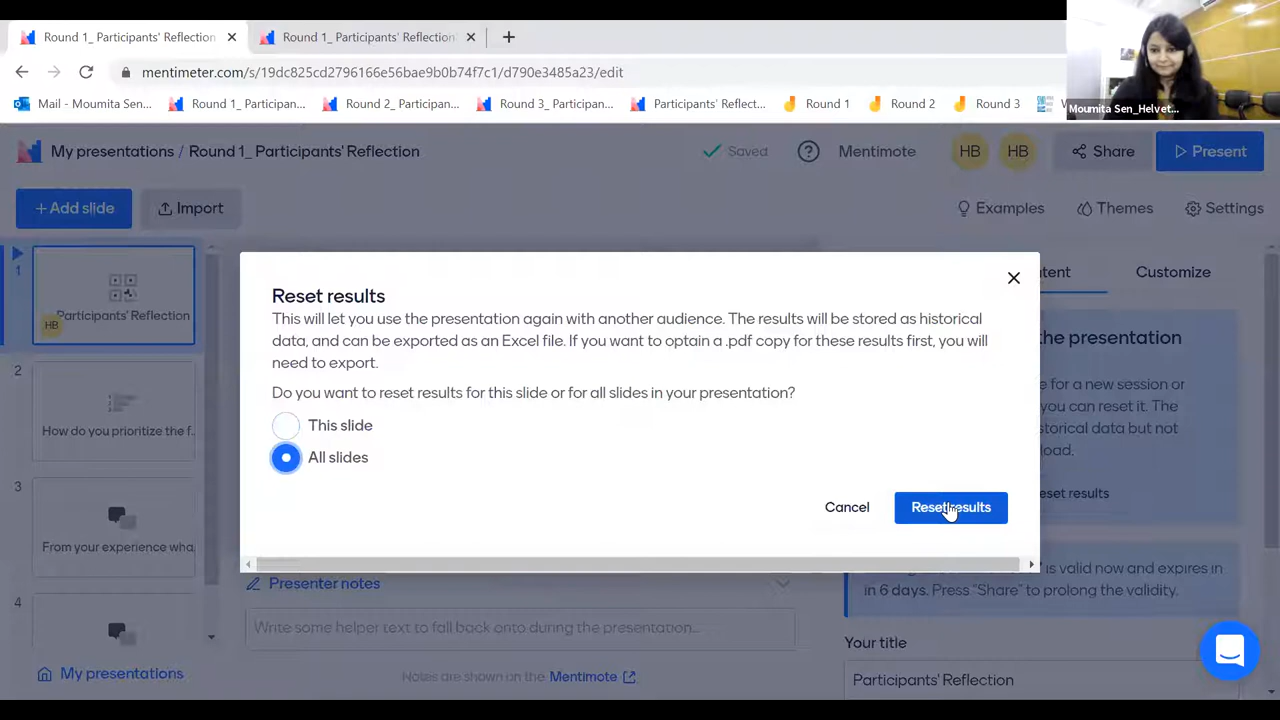 Round 1_ Participants' Reflection
Round 1_ Participants' Reflection
mentimeter.com/s/19dc825cd2796166e56bae9b0b74f7c1/d790e3485a23/edit
Mail - Moumita Sen...
Round 1_ Participan...
Round 2_ Participan...
Round 3_ Participan...
Participants' Reflect...
Round 1
Round 2
Round 3
Moumita Sen_Helvet...
My presentations / Round 1_ Participants' Reflection
Saved
Mentimote
HB
HB
Share
Present
+ Add slide
Import
Examples
Themes
Settings
1
Participants' Reflection
HB
2
How do you prioritize the f...
3
From your experience wha...
4
My presentations
Reset results
This will let you use the presentation again with another audience. The results will be stored as historical
data, and can be exported as an Excel file. If you want to optain a .pdf copy for these results first, you will
need to export.
Do you want to reset results for this slide or for all slides in your presentation?
This slide
All slides
Cancel
Reset results
Presenter notes
Write some helper text to fall back onto during the presentation...
Notes are shown on the Mentimote
Customize
the presentation
for a new session or
you can reset it. The
but not
results
is valid now and expires in
in 6 days. Press "Share" to prolong the validity.
Your title
Participants' Reflection